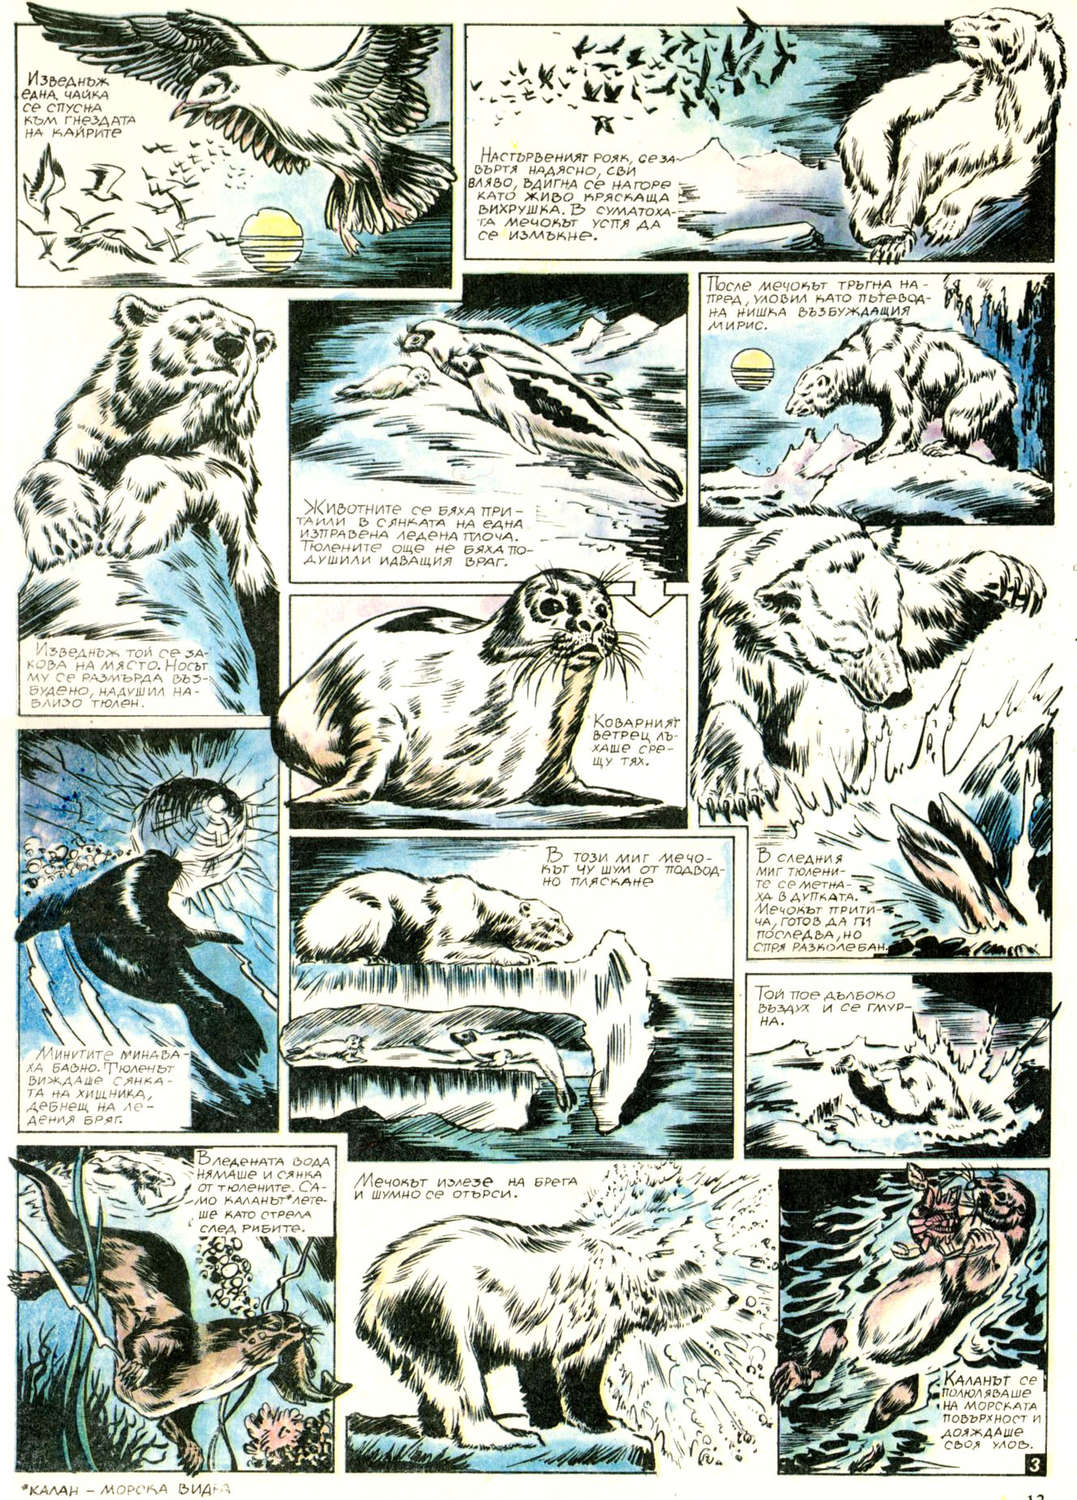 Изведнъж
една чайка
се спусна
към гнездата
на кайрите
Настървеният рояк, се за-
въртя надясно, сви
вляво, вдигна се нагоре
като живо кряскаща
вихрушка. В суматоха-
та мечокът успя да
се измъкне.
После мечокът тръгна на-
пред, уловил като пътевод-
на нишка възбуждащия
мирис.
Животните се бяха при-
таили в сянката на една
изправена ледена плоча.
Тюлените още не бяха по-
душили идващия враг.
Изведнъж той се за-
кова на място. Носът
му се размърда въз-
будено, надушил на-
близо тюлен.
Коварният
ветрец лъ-
хаше сре-
щу тях.
В следния
миг тюлени-
те се метна-
ха в дупката.
Мечокът прити-
ча, готов да ги
последва, но
спря разколебан.
Минутите минава-
ха бавно. Тюленът
виждаше сянка-
та на хищника,
дебнещ на ле-
дения бряг.
В този миг мечо-
кът чу шум от подвод-
но пляскане
Той пое дълбоко
въздух и се гмур-
на.
В ледената вода
нямаше и сянка
от тюлените. Са-
мо каланът* лете-
ше като стрела
след рибите.
Мечокът излезе на брега
и шумно се отърси.
Каланът се
полюляваше
на морската
повърхност и
дояждаше
своя улов.
3
*Калан – морска видра
13